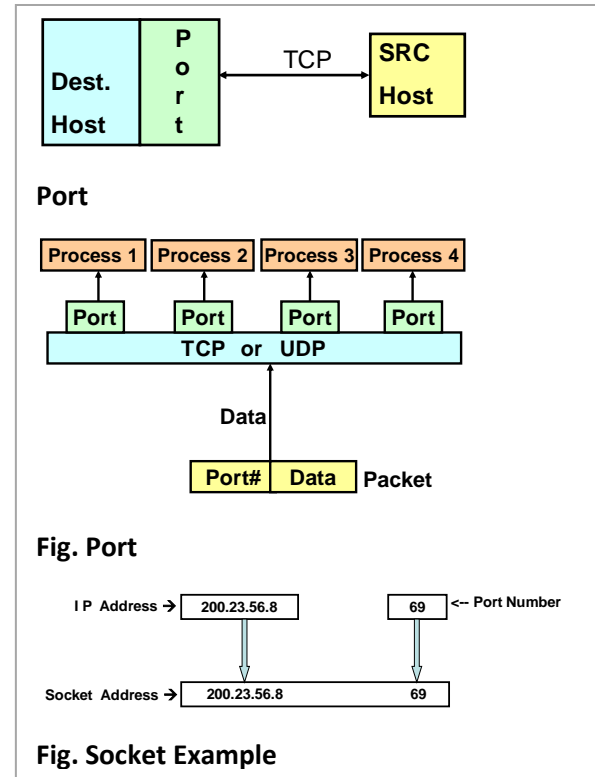 Dest.
Host
P
o
r
t
TCP
SRC
Host
Port
Process 1 Process 2 Process 3 Process 4
Port Port Port Port
TCP or UDP
Data
Port# Data Packet
Fig. Port
I P Address → 200.23.56.8 69 <-- Port Number
Socket Address → 200.23.56.8 69
Fig. Socket Example